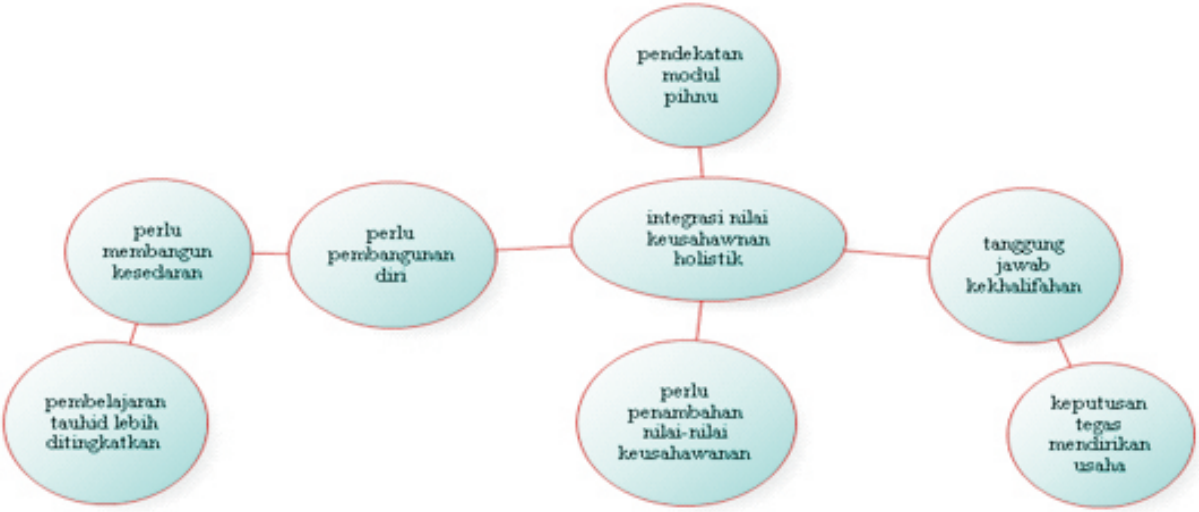 pendekatan
modul
pihnu
perlu
membangun
kesedaran
perlu
pembangunan
diri
integrasi nilai
keusahawnan
holistik
tanggung
jawab
kekhalifahan
pembelajaran
tauhid lebih
ditingkatkan
perlu
penambahan
nilai-nilai
keusahawanan
keputusan
tegas
mendirikan
usaha